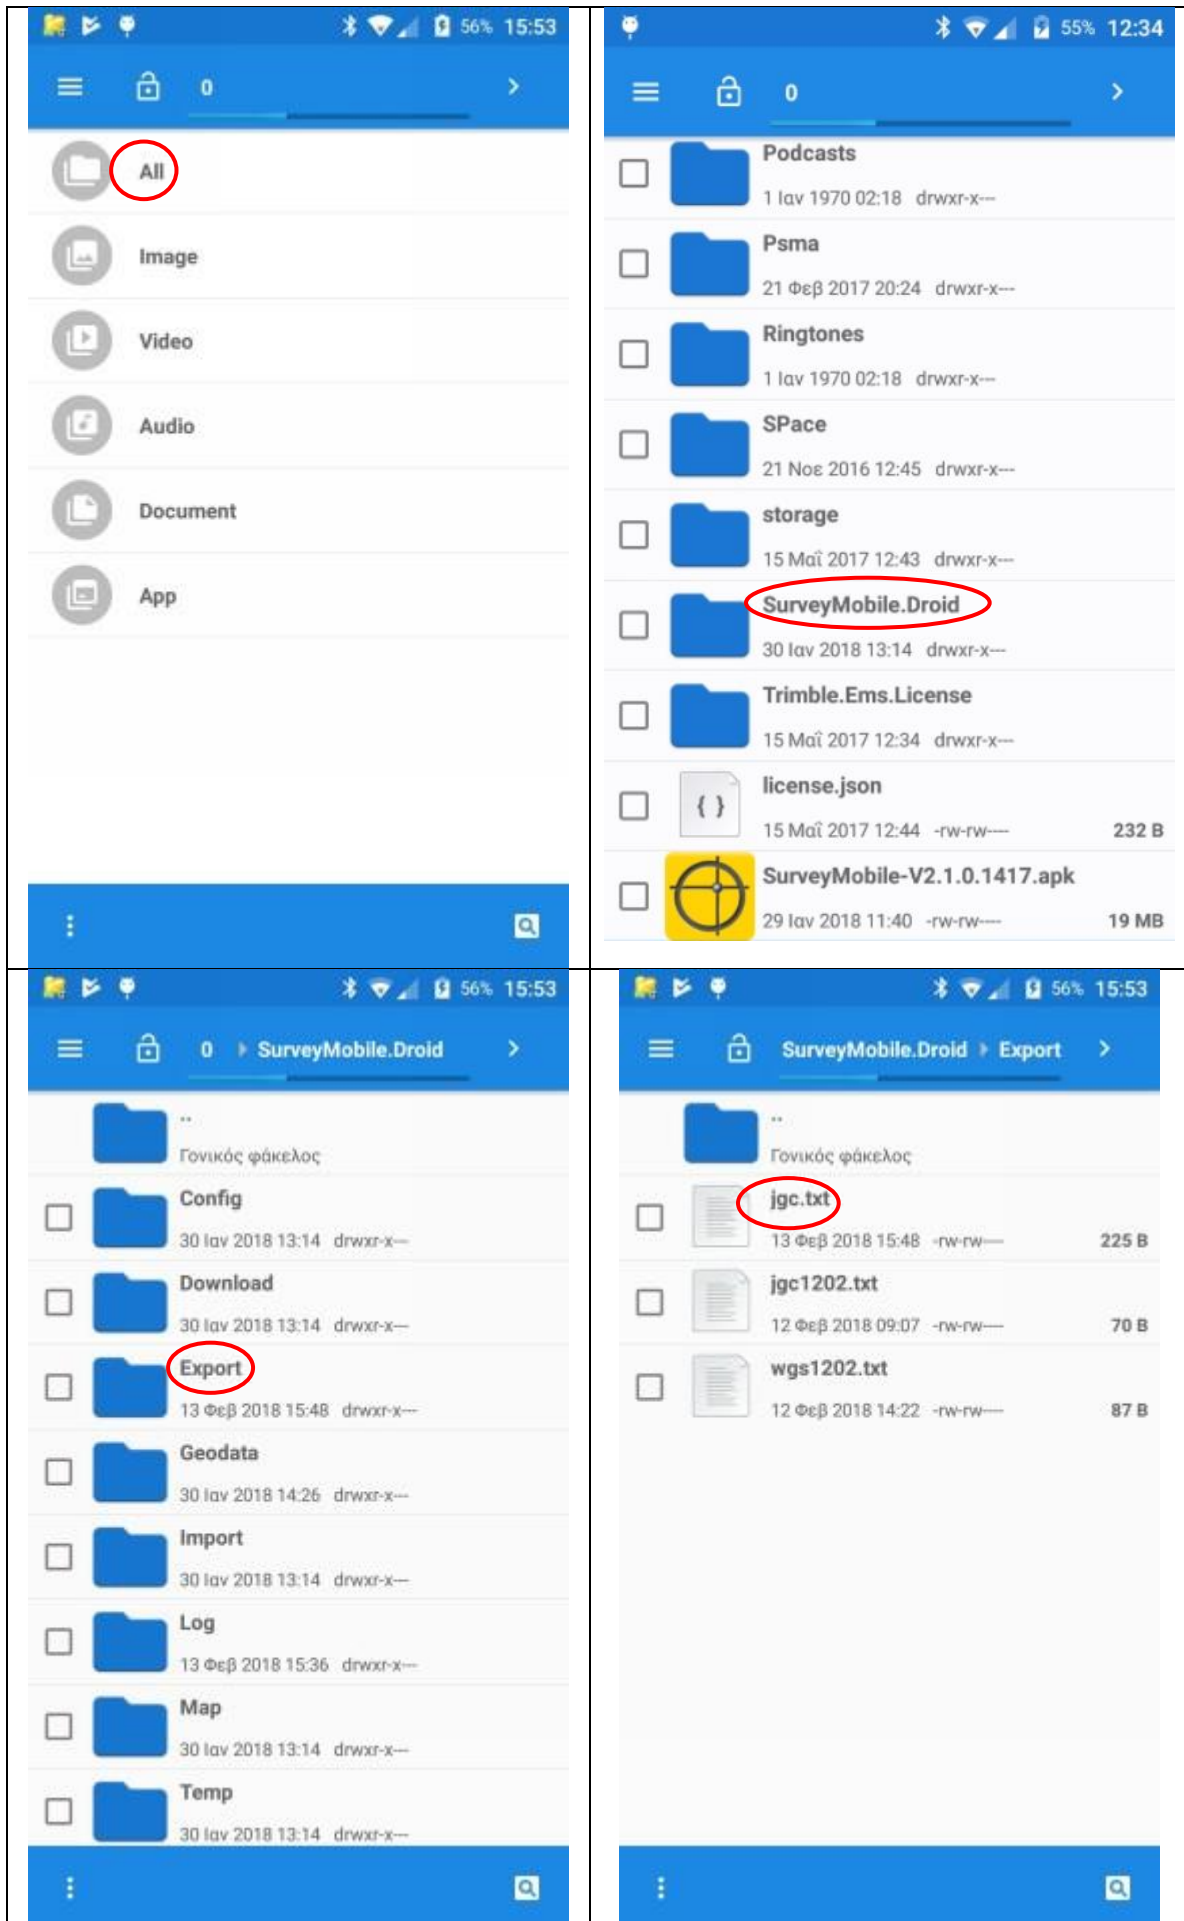 56% 15:53
0
All
Image
Video
Audio
Document
App
55% 12:34
0
Podcasts
1 Ιαν 1970 02:18 drwxr-x---
Psma
21 Φεβ 2017 20:24 drwxr-x---
Ringtones
1 Ιαν 1970 02:18 drwxr-x---
SPace
21 Νοε 2016 12:45 drwxr-x---
storage
15 Μαΐ 2017 12:43 drwxr-x---
SurveyMobile.Droid
30 Ιαν 2018 13:14 drwxr-x---
Trimble.Ems.License
15 Μαΐ 2017 12:34 drwxr-x---
{ }
license.json
15 Μαΐ 2017 12:44 -rw-rw---- 232 B
SurveyMobile-V2.1.0.1417.apk
29 Ιαν 2018 11:40 -rw-rw---- 19 MB
56% 15:53
0 SurveyMobile.Droid
..
Γονικός φάκελος
Config
30 Ιαν 2018 13:14 drwxr-x---
Download
30 Ιαν 2018 13:14 drwxr-x---
Export
13 Φεβ 2018 15:48 drwxr-x---
Geodata
30 Ιαν 2018 14:26 drwxr-x---
Import
30 Ιαν 2018 13:14 drwxr-x---
Log
13 Φεβ 2018 15:36 drwxr-x---
Map
30 Ιαν 2018 13:14 drwxr-x---
Temp
30 Ιαν 2018 13:14 drwxr-x---
56% 15:53
SurveyMobile.Droid Export
..
Γονικός φάκελος
jgc.txt
13 Φεβ 2018 15:48 -rw-rw---- 225 B
jgc1202.txt
12 Φεβ 2018 09:07 -rw-rw---- 70 B
wgs1202.txt
12 Φεβ 2018 14:22 -rw-rw---- 87 B